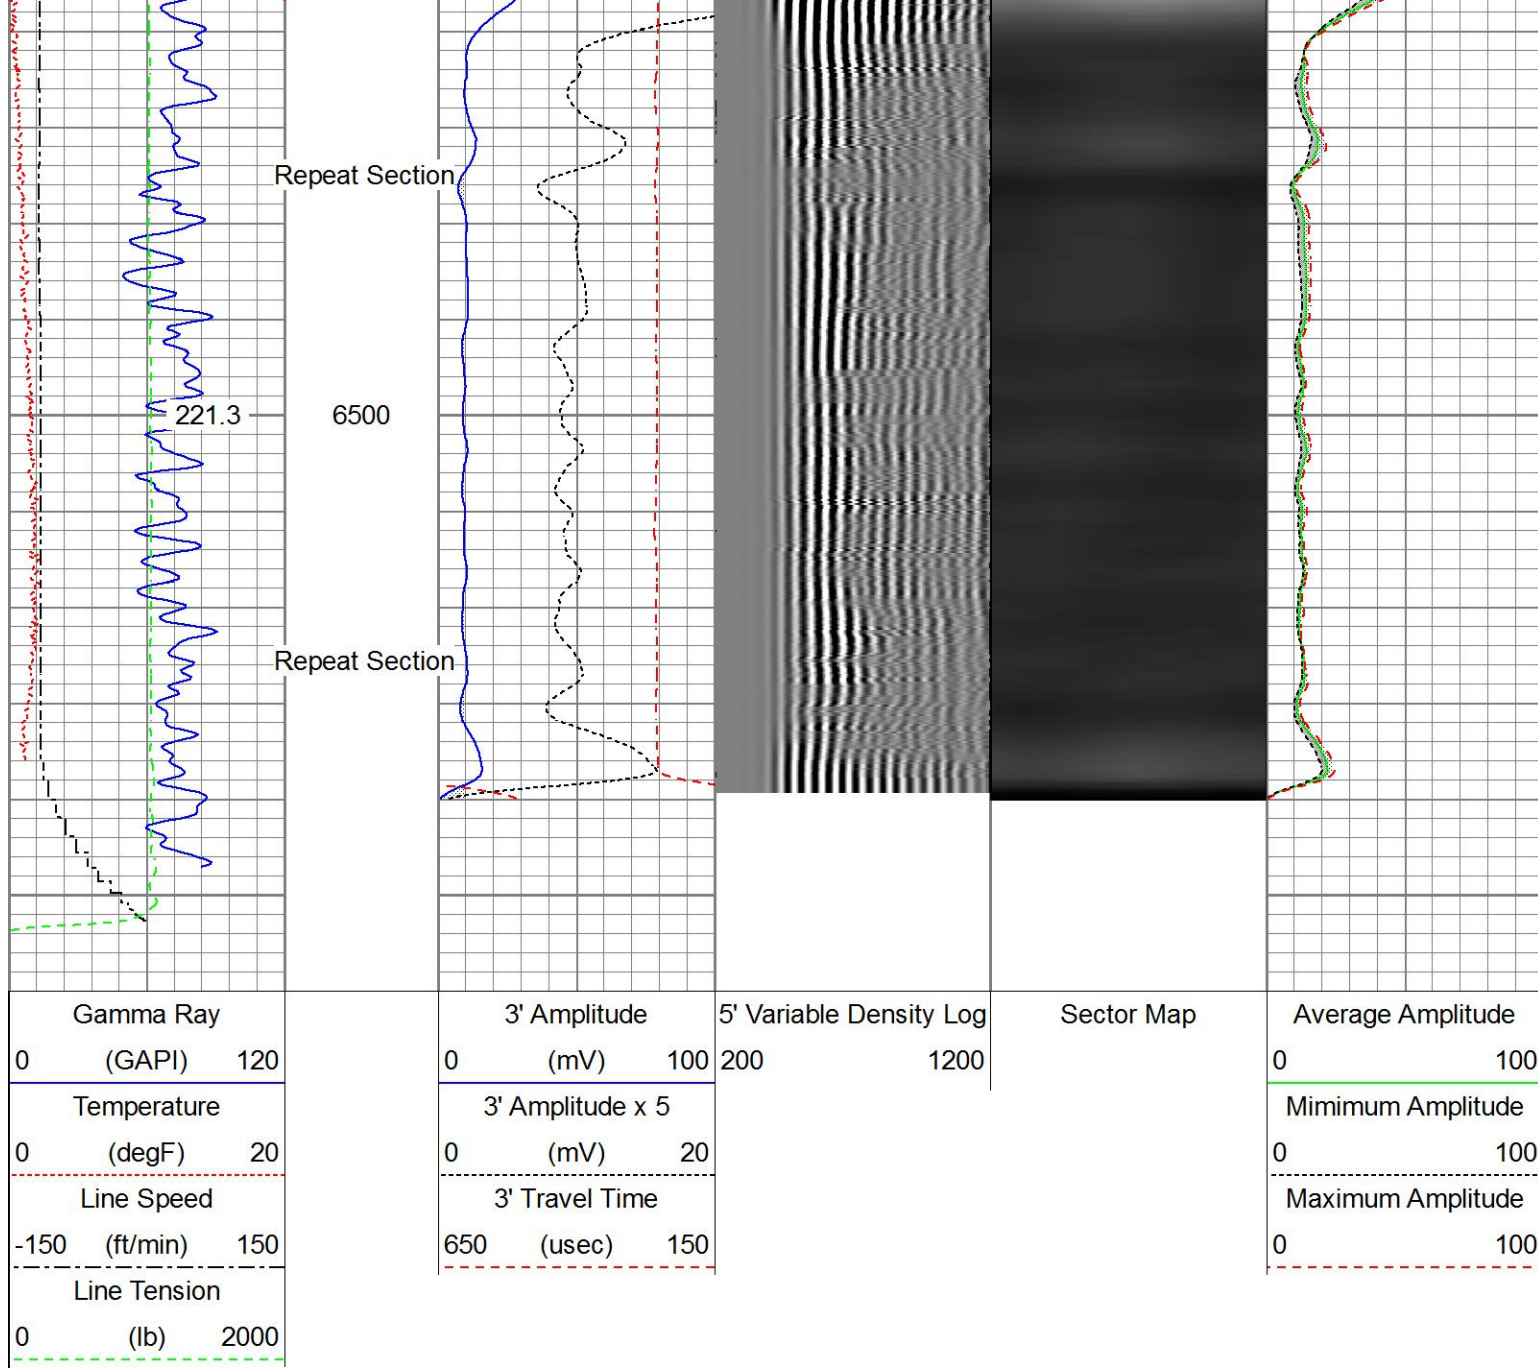 Repeat Section
221.3
6500
Repeat Section
Gamma Ray
0 (GAPI) 120
Temperature
0 (degF) 20
Line Speed
-150 (ft/min) 150
Line Tension
0 (lb) 2000
3' Amplitude
0 (mV) 100
3' Amplitude x 5
0 (mV) 20
3' Travel Time
650 (usec) 150
5' Variable Density Log
200 1200
Sector Map
Average Amplitude
0 100
Mimimum Amplitude
0 100
Maximum Amplitude
0 100